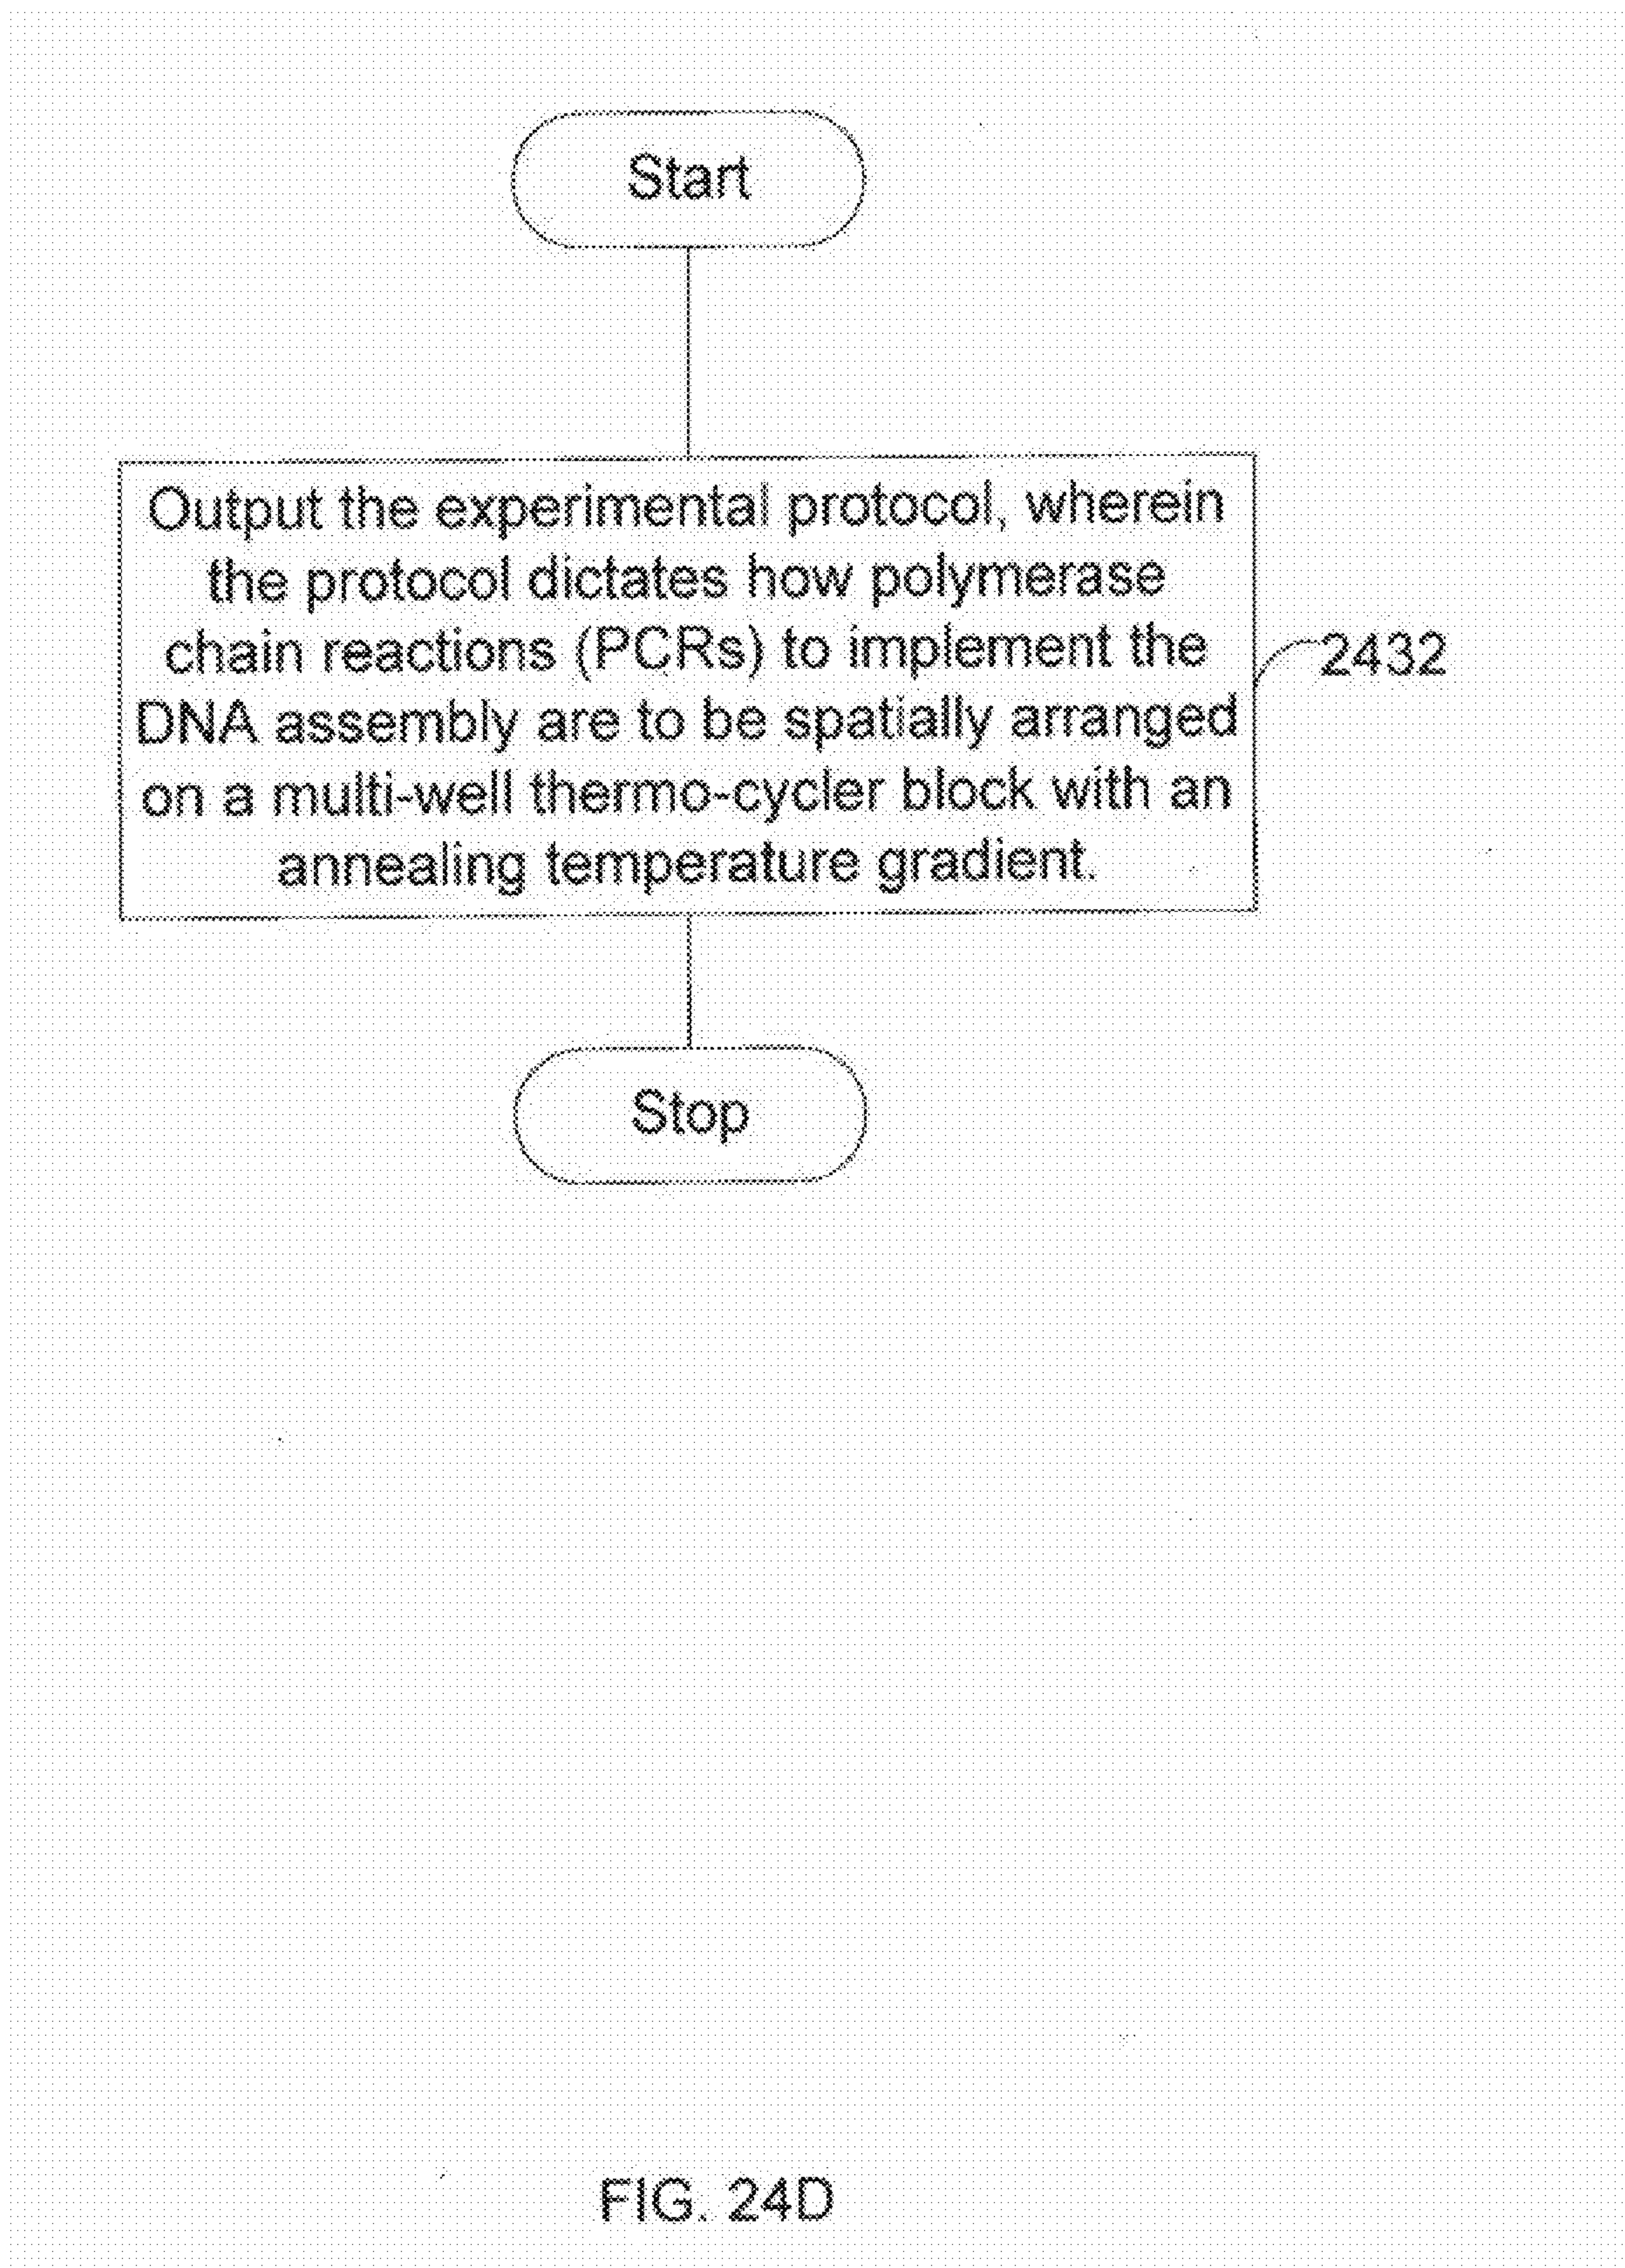 Start
Output the experimental protocol, wherein
the protocol dictates how polymerase
chain reactions (PCRs) to implement the
DNA assembly are to be spatially arranged
on a multi-well thermo-cycler block with an
annealing temperature gradient.
2432
Stop
FIG. 24D